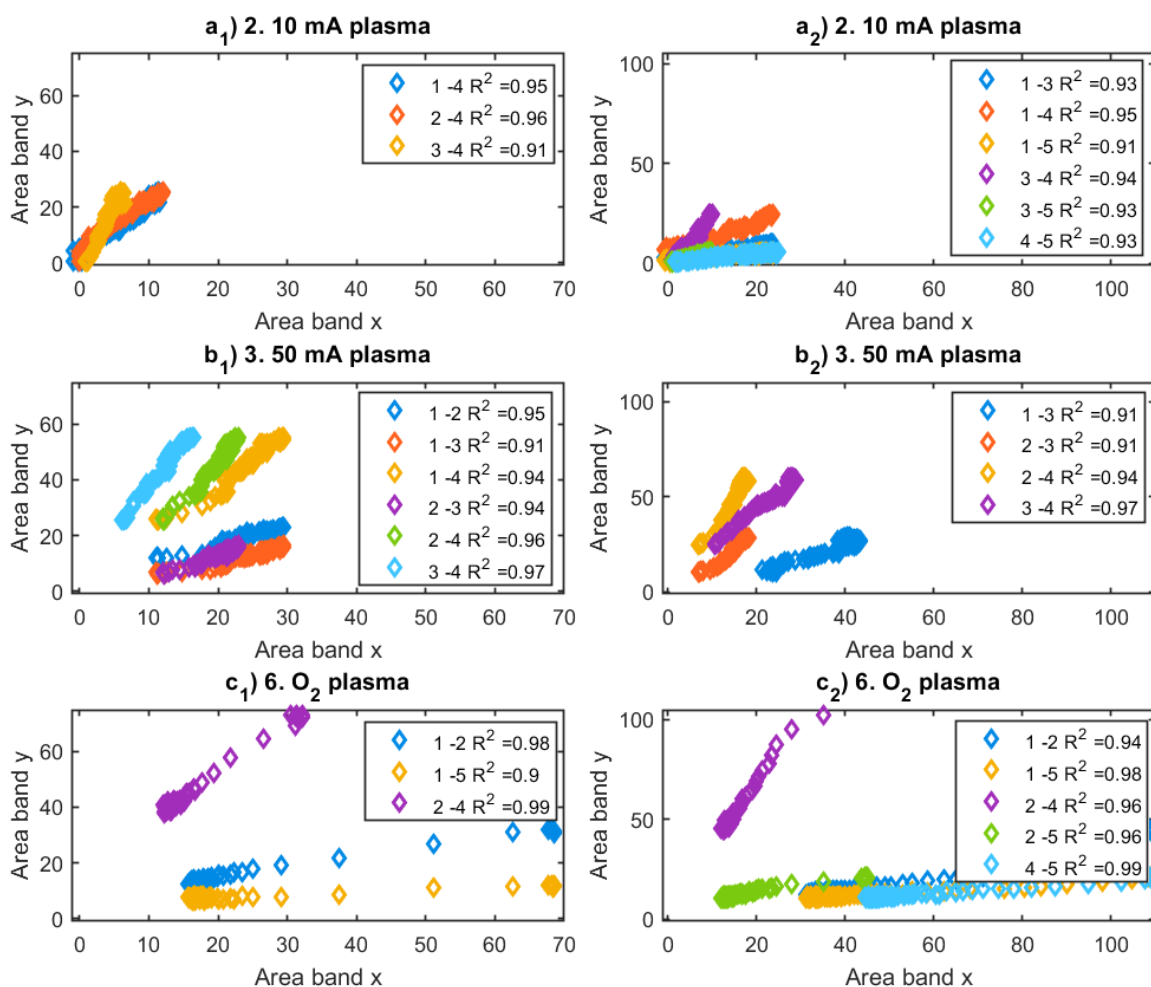 a1) 2. 10 mA plasma
Area band y
60
40
20
0
1 -4 R2 =0.95
2 -4 R2 =0.96
3 -4 R2 =0.91
0 10 20 30 40 50 60 70
Area band x
a2) 2. 10 mA plasma
Area band y
100
50
0
1 -3 R2 =0.93
1 -4 R2 =0.95
1 -5 R2 =0.91
3 -4 R2 =0.94
3 -5 R2 =0.93
4 -5 R2 =0.93
0 20 40 60 80 100
Area band x
b1) 3. 50 mA plasma
Area band y
60
40
20
0
1 -2 R2 =0.95
1 -3 R2 =0.91
1 -4 R2 =0.94
2 -3 R2 =0.94
2 -4 R2 =0.96
3 -4 R2 =0.97
0 10 20 30 40 50 60 70
Area band x
b2) 3. 50 mA plasma
Area band y
100
50
0
1 -3 R2 =0.91
2 -3 R2 =0.91
2 -4 R2 =0.94
3 -4 R2 =0.97
0 20 40 60 80 100
Area band x
c1) 6. O2 plasma
Area band y
60
40
20
0
1 -2 R2 =0.98
1 -5 R2 =0.9
2 -4 R2 =0.99
0 10 20 30 40 50 60 70
Area band x
c2) 6. O2 plasma
Area band y
100
50
0
1 -2 R2 =0.94
1 -5 R2 =0.98
2 -4 R2 =0.96
2 -5 R2 =0.96
4 -5 R2 =0.99
0 20 40 60 80 100
Area band x